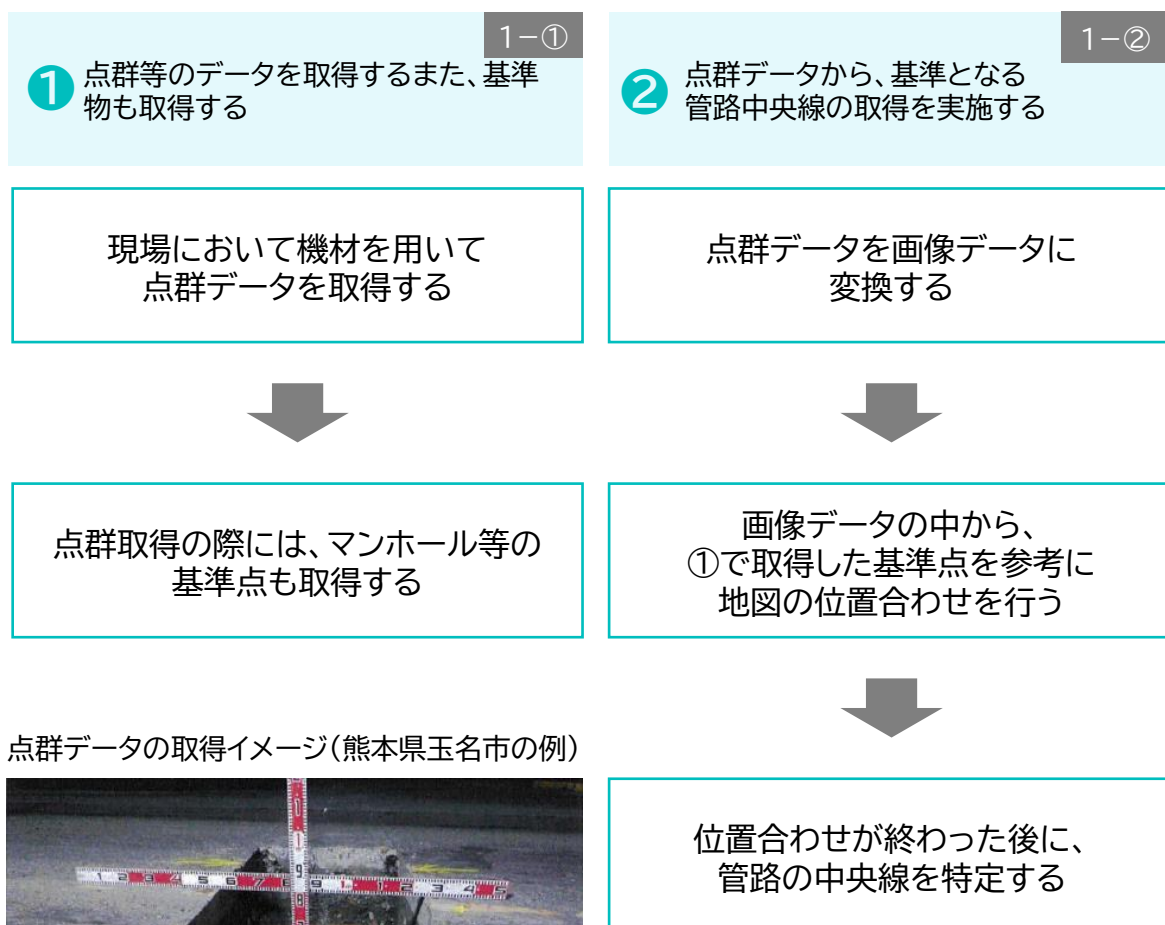 1-①
❶ 点群等のデータを取得するまた、基準
物も取得する
現場において機材を用いて
点群データを取得する
点群取得の際には、マンホール等の
基準点も取得する
点群データの取得イメージ(熊本県玉名市の例)
1-②
❷ 点群データから、基準となる
管路中央線の取得を実施する
点群データを画像データに
変換する
画像データの中から、
①で取得した基準点を参考に
地図の位置合わせを行う
位置合わせが終わった後に、
管路の中央線を特定する